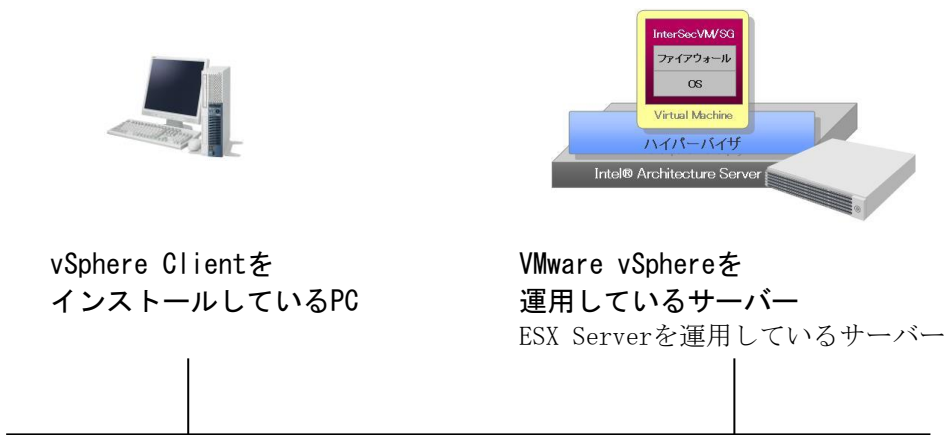 InterSecVM/SG
ファイアウォール
OS
Virtual Machine
ハイパーバイザ
Intel® Architecture Server
vSphere Clientを
インストールしているPC
VMware vSphereを
運用しているサーバー
ESX Serverを運用しているサーバー